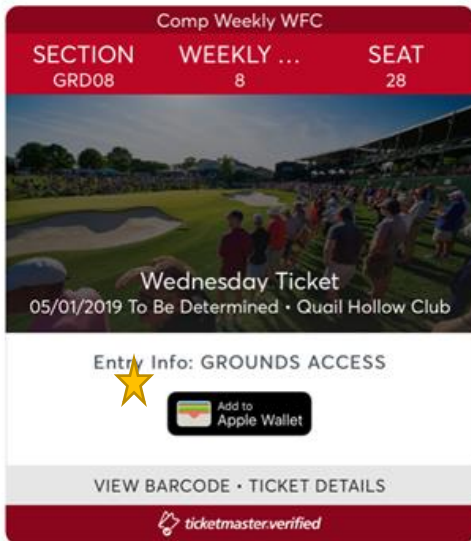 Comp Weekly WFC
SECTION WEEKLY ... SEAT
GRD08 8 28
Wednesday Ticket
05/01/2019 To Be Determined • Quail Hollow Club
Entry Info: GROUNDS ACCESS
Add to
Apple Wallet
VIEW BARCODE • TICKET DETAILS
ticketmaster.verified